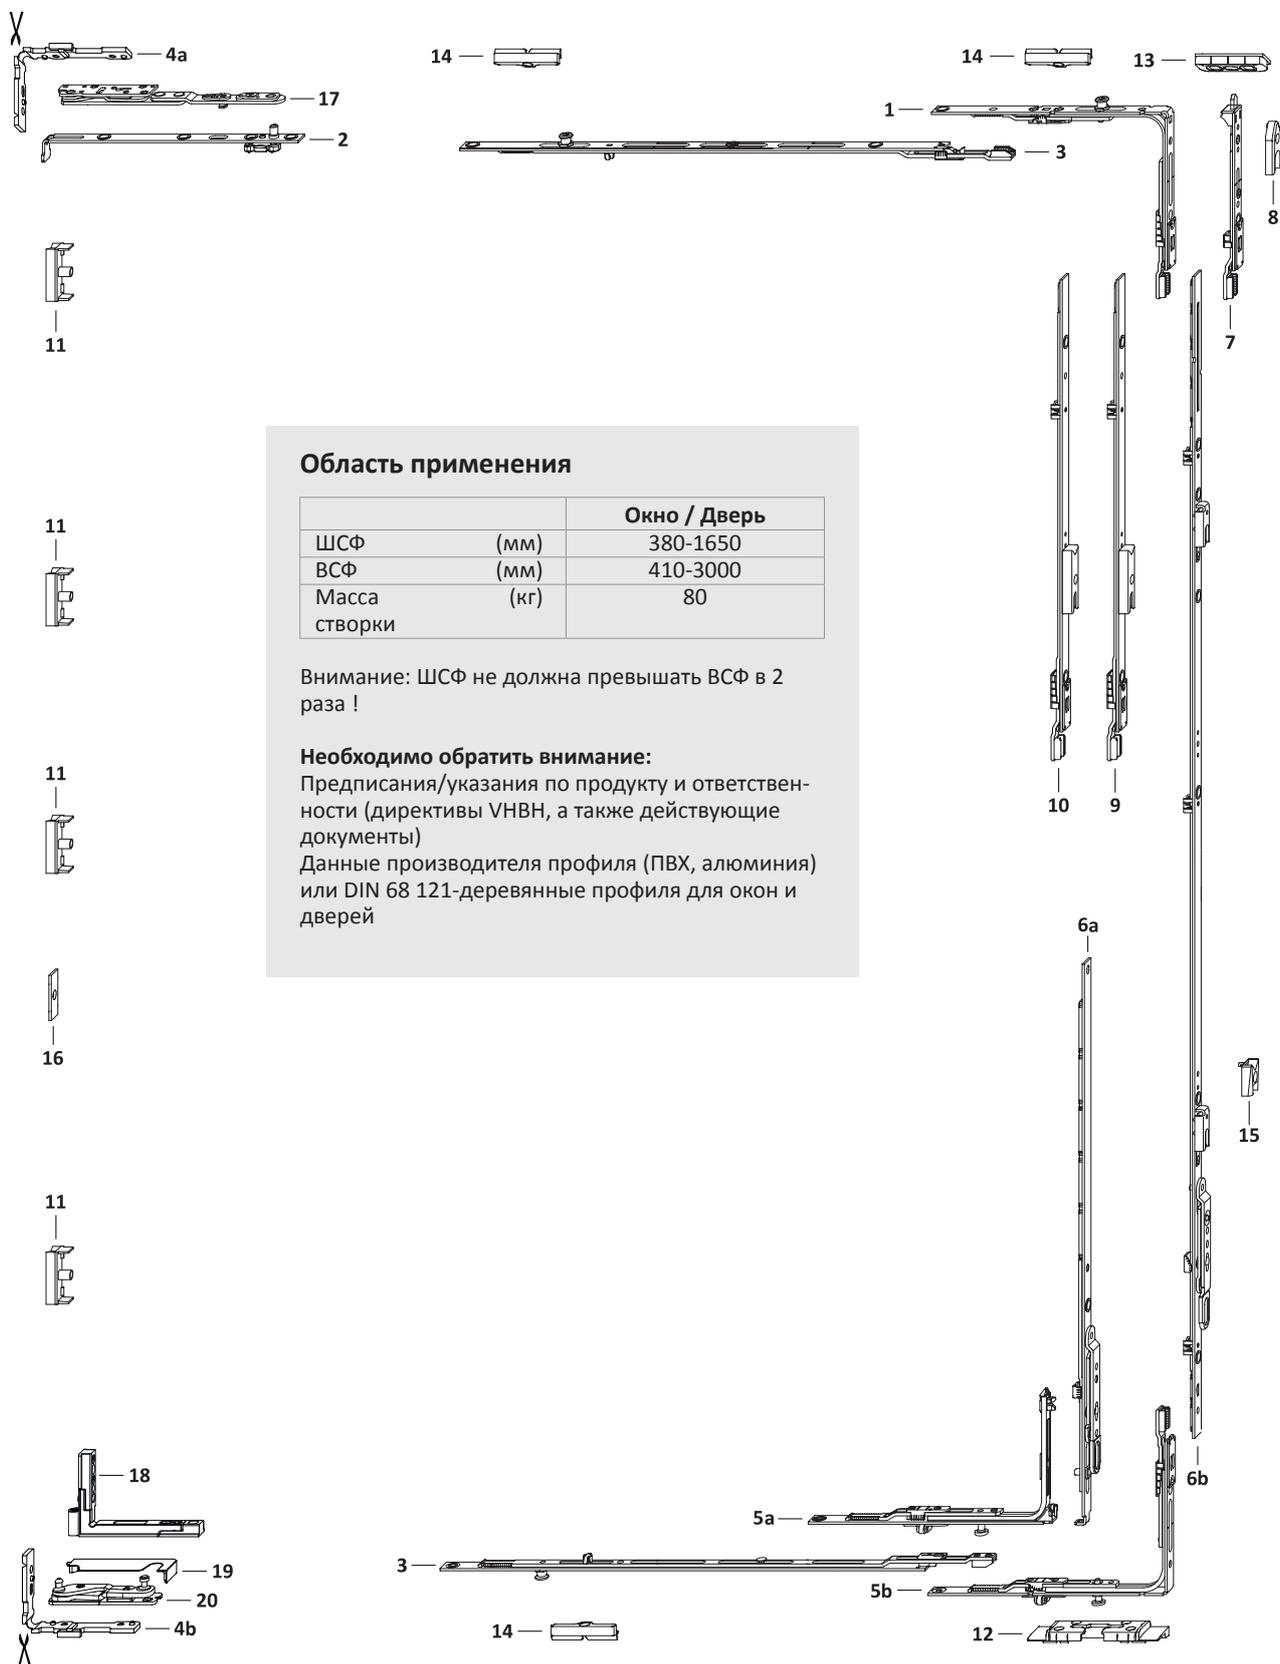 4a
14
14
13
17
1
2
3
8
11
7
Область применения
Окно / Дверь
ШСФ (мм) 380-1650
ВСФ (мм) 410-3000
Масса (кг) 80
створки
Внимание: ШСФ не должна превышать ВСФ в 2
раза !
Необходимо обратить внимание:
Предписания/указания по продукту и ответствен-
ности (директивы VHBH, а также действующие
документы)
Данные производителя профиля (ПВХ, алюминия)
или DIN 68 121-деревянные профиля для окон и
дверей
11
11
10
9
6a
16
15
11
18
6b
5a
3
19
5b
20
4b
14
12